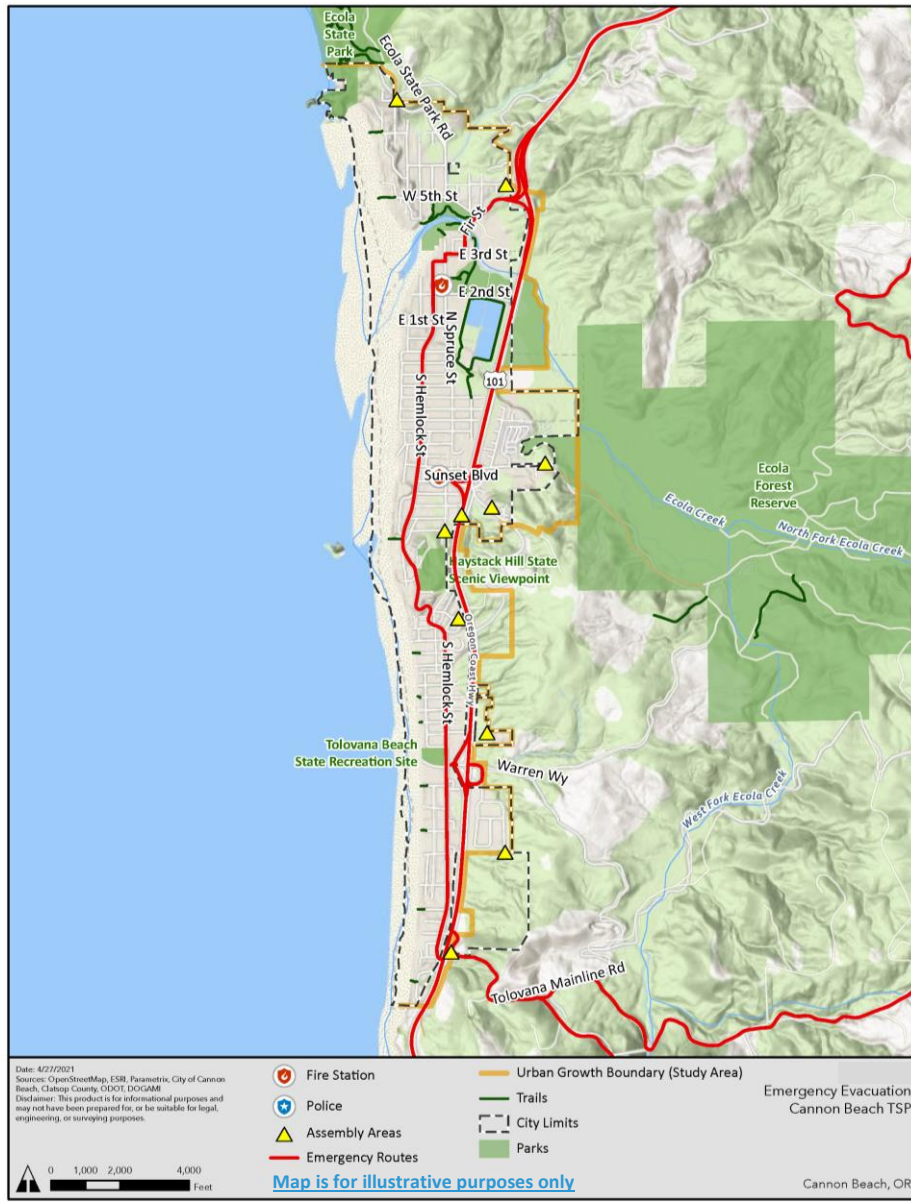 Ecola
State
Park
Ecola State Park Rd
W 5th St
Fir St
E 3rd St
E 2nd St
E 1st St
N Spruce St
101
S Hemlock St
Sunset Blvd
Ecola
Forest
Reserve
Ecola Creek
North Fork Ecola Creek
Haystack Hill State
Scenic Viewpoint
Oregon Coast Hwy
S Hemlock St
Tolovana Beach
State Recreation Site
Warren Wy
West Fork Ecola Creek
Tolovana Mainline Rd
Date: 4/27/2021
Sources: OpenStreetMap, ESRI, Parametrix, City of Cannon
Beach, Clatsop County, ODOT, DOGAMI
Disclaimer: This product is for informational purposes and
may not have been prepared for, or be suitable for legal,
engineering, or surveying purposes.
0 1,000 2,000 4,000
Feet
Fire Station
Police
Assembly Areas
Emergency Routes
Map is for illustrative purposes only
Urban Growth Boundary (Study Area)
Trails
City Limits
Parks
Emergency Evacuation
Cannon Beach TSP
Cannon Beach, OR